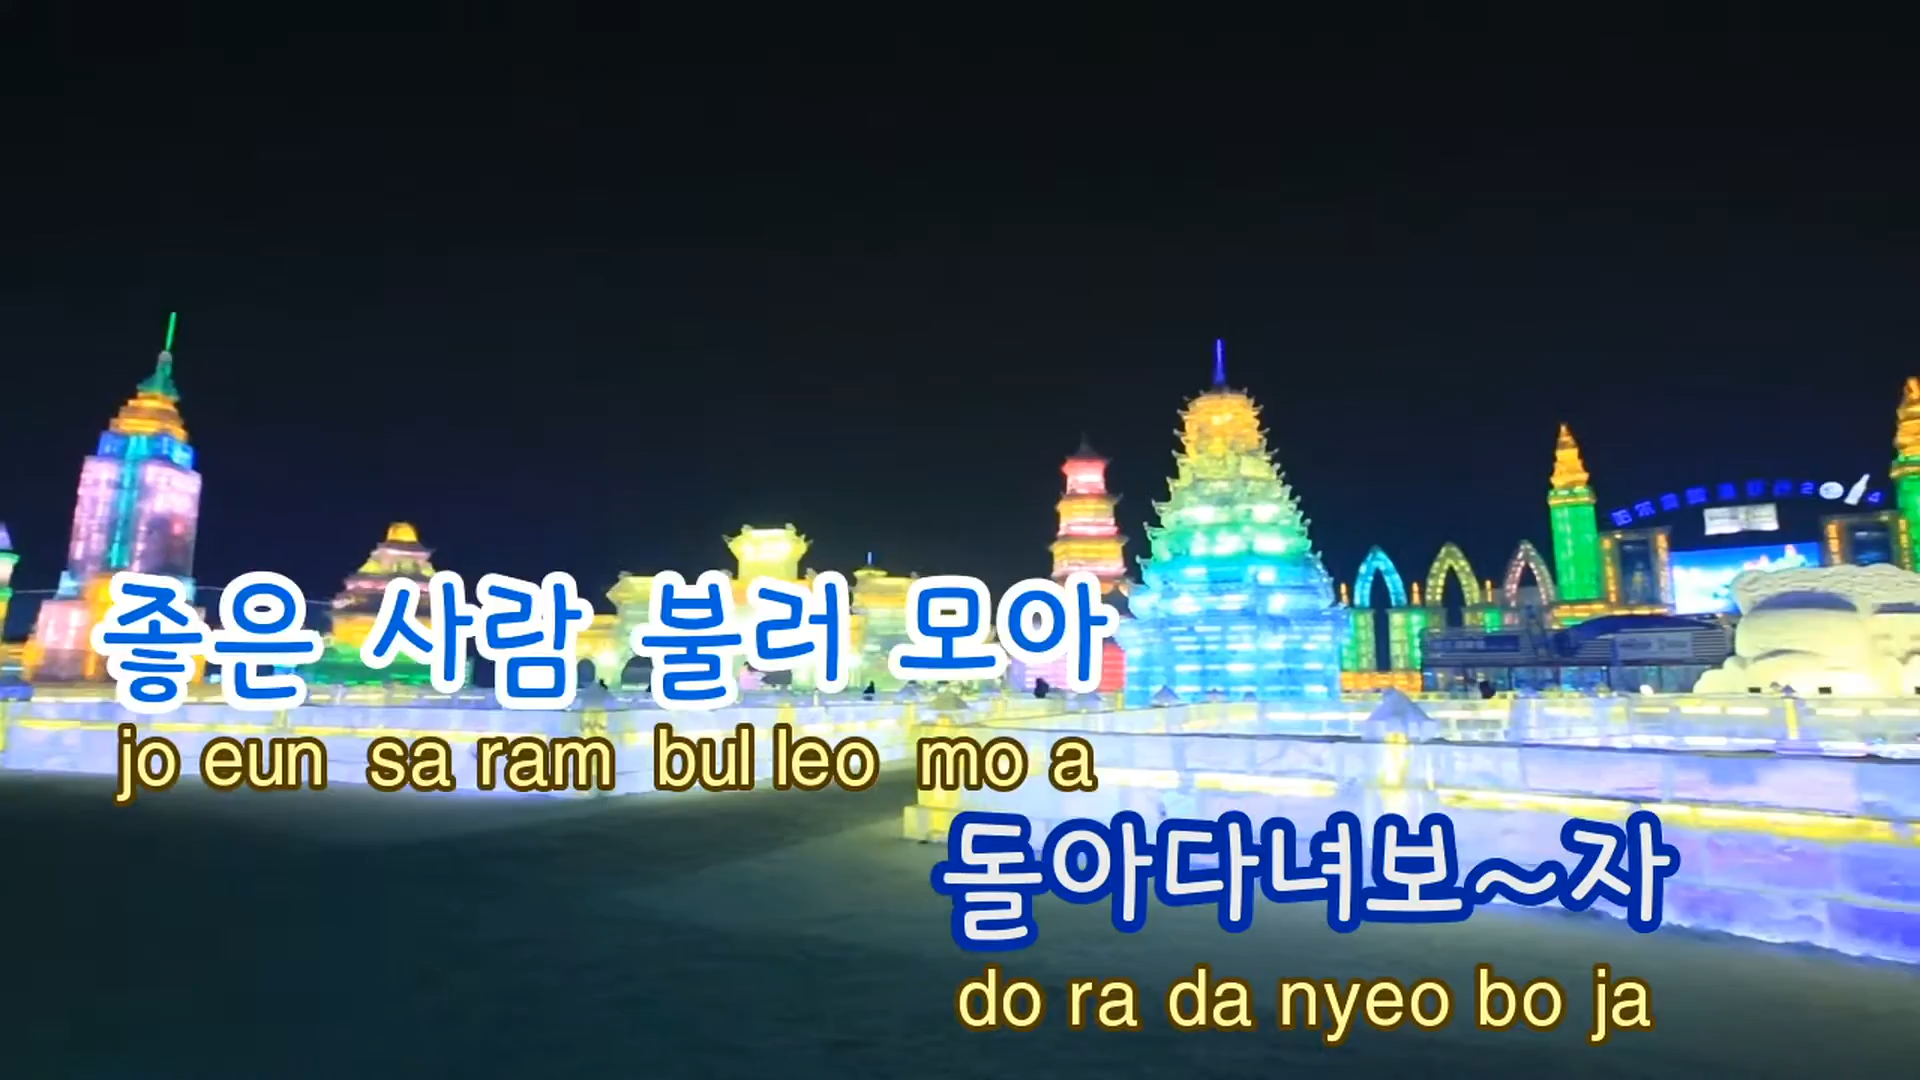 좋은 사람 불러 모아
jo eun sa ram bul leo mo a
돌아다녀보~자
do ra da nyeo bo ja